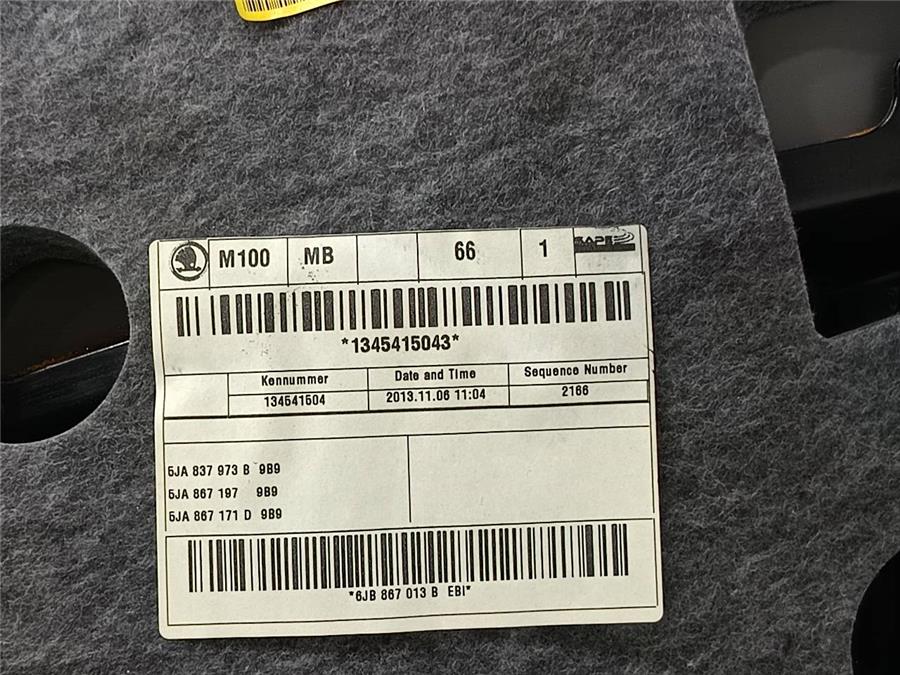 M100 MB 66 1 SAPE
*1345415043*
Kennummer Date and Time Sequence Number
134541504 2013.11.06 11:04 2166
5JA 837 973 B 9B9
5JA 867 197 9B9
5JA 867 171 D 9B9
*6JB 867 013 B EBI*